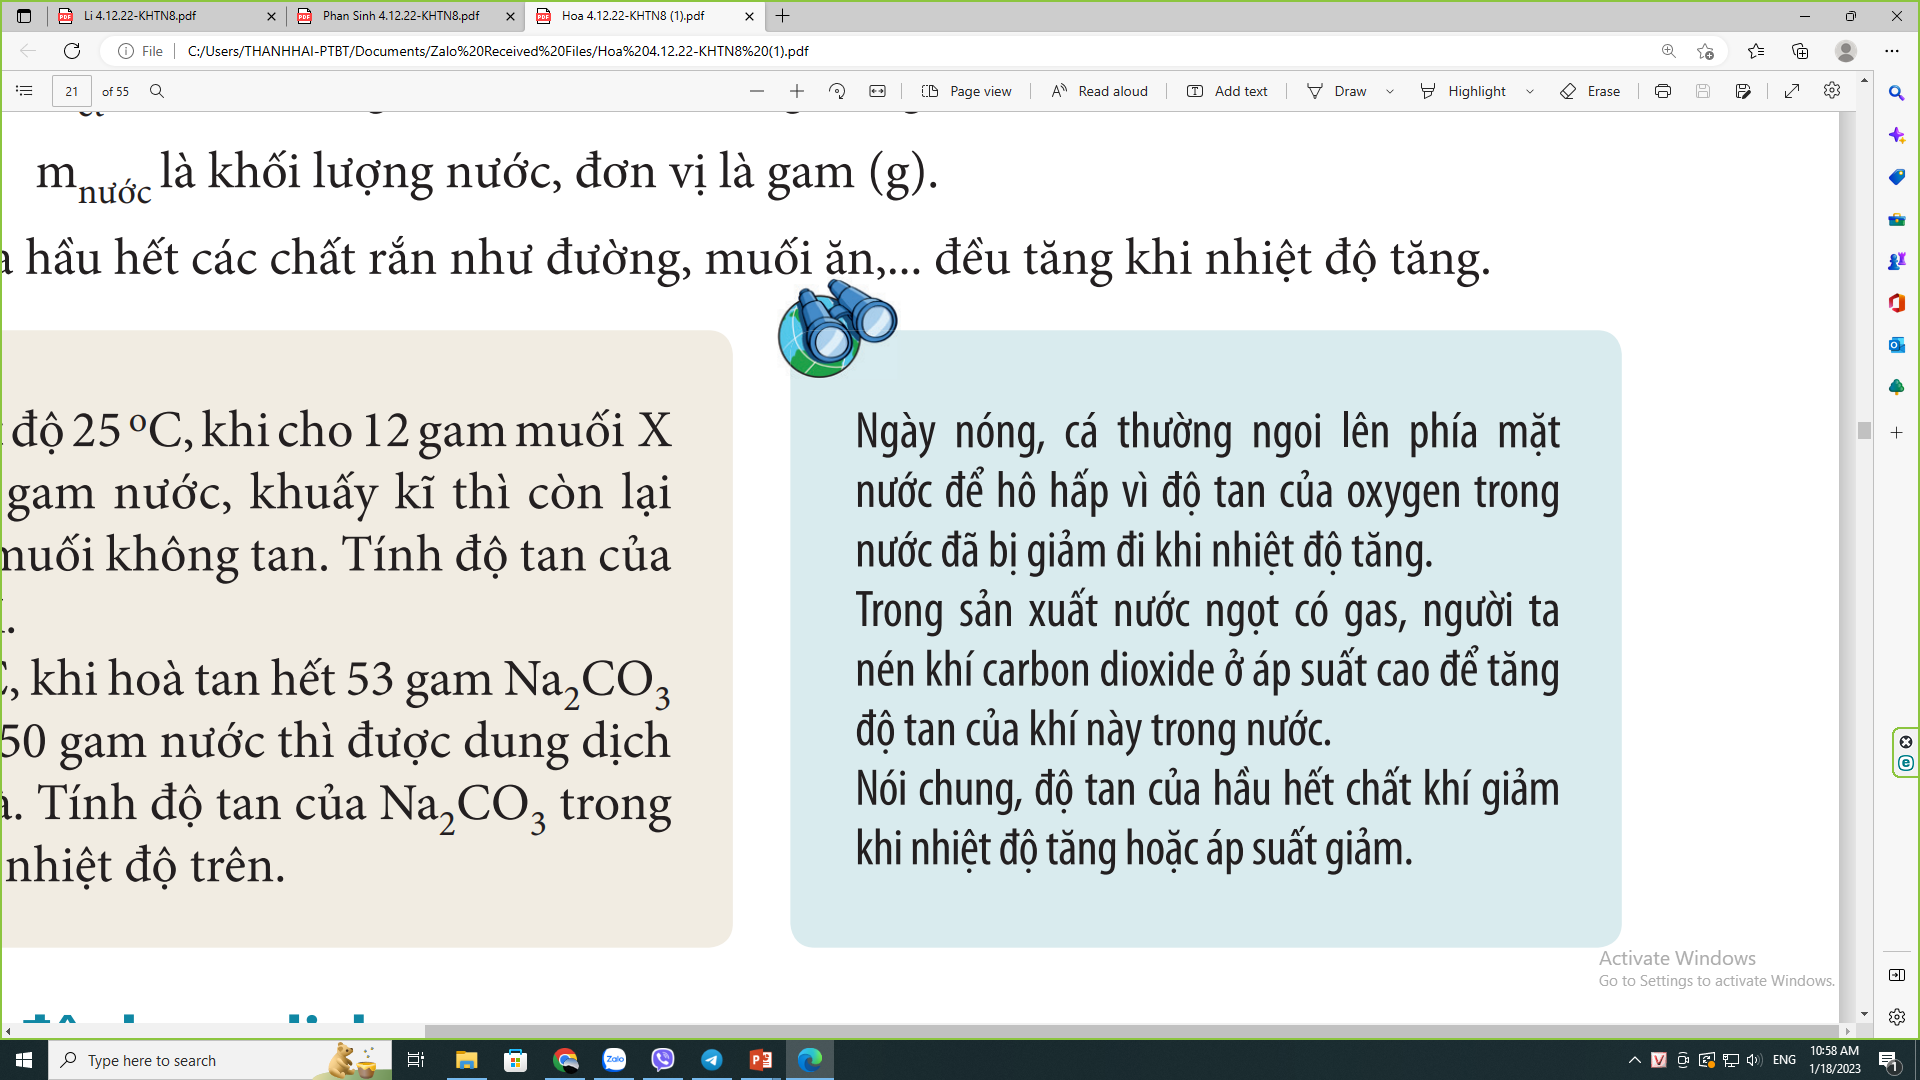 Li 4.12.22-KHTN8.pdf
Phan Sinh 4.12.22-KHTN8.pdf
Hoa 4.12.22-KHTN8 (1).pdf
File
C:/Users/THANHHAI-PTBT/Documents/Zalo%20Received%20Files/Hoa%204.12.22-KHTN8%20(1).pdf
21 of 55
Page view
Read aloud
Add text
Draw
Highlight
Erase
m nước là khối lượng nước, đơn vị là gam (g).
hầu hết các chất rắn như đường, muối ăn,... đều tăng khi nhiệt độ tăng.
độ 25 °C, khi cho 12 gam muối X
gam nước, khuấy kĩ thì còn lại
muối không tan. Tính độ tan của
, khi hoà tan hết 53 gam Na₂CO₃
50 gam nước thì được dung dịch
. Tính độ tan của Na₂CO₃ trong
nhiệt độ trên.
Ngày nóng, cá thường ngoi lên phía mặt
nước để hô hấp vì độ tan của oxygen trong
nước đã bị giảm đi khi nhiệt độ tăng.
Trong sản xuất nước ngọt có gas, người ta
nén khí carbon dioxide ở áp suất cao để tăng
độ tan của khí này trong nước.
Nói chung, độ tan của hầu hết chất khí giảm
khi nhiệt độ tăng hoặc áp suất giảm.
Activate Windows
Go to Settings to activate Windows.
Type here to search
Zalo
ENG
10:58 AM
1/18/2023